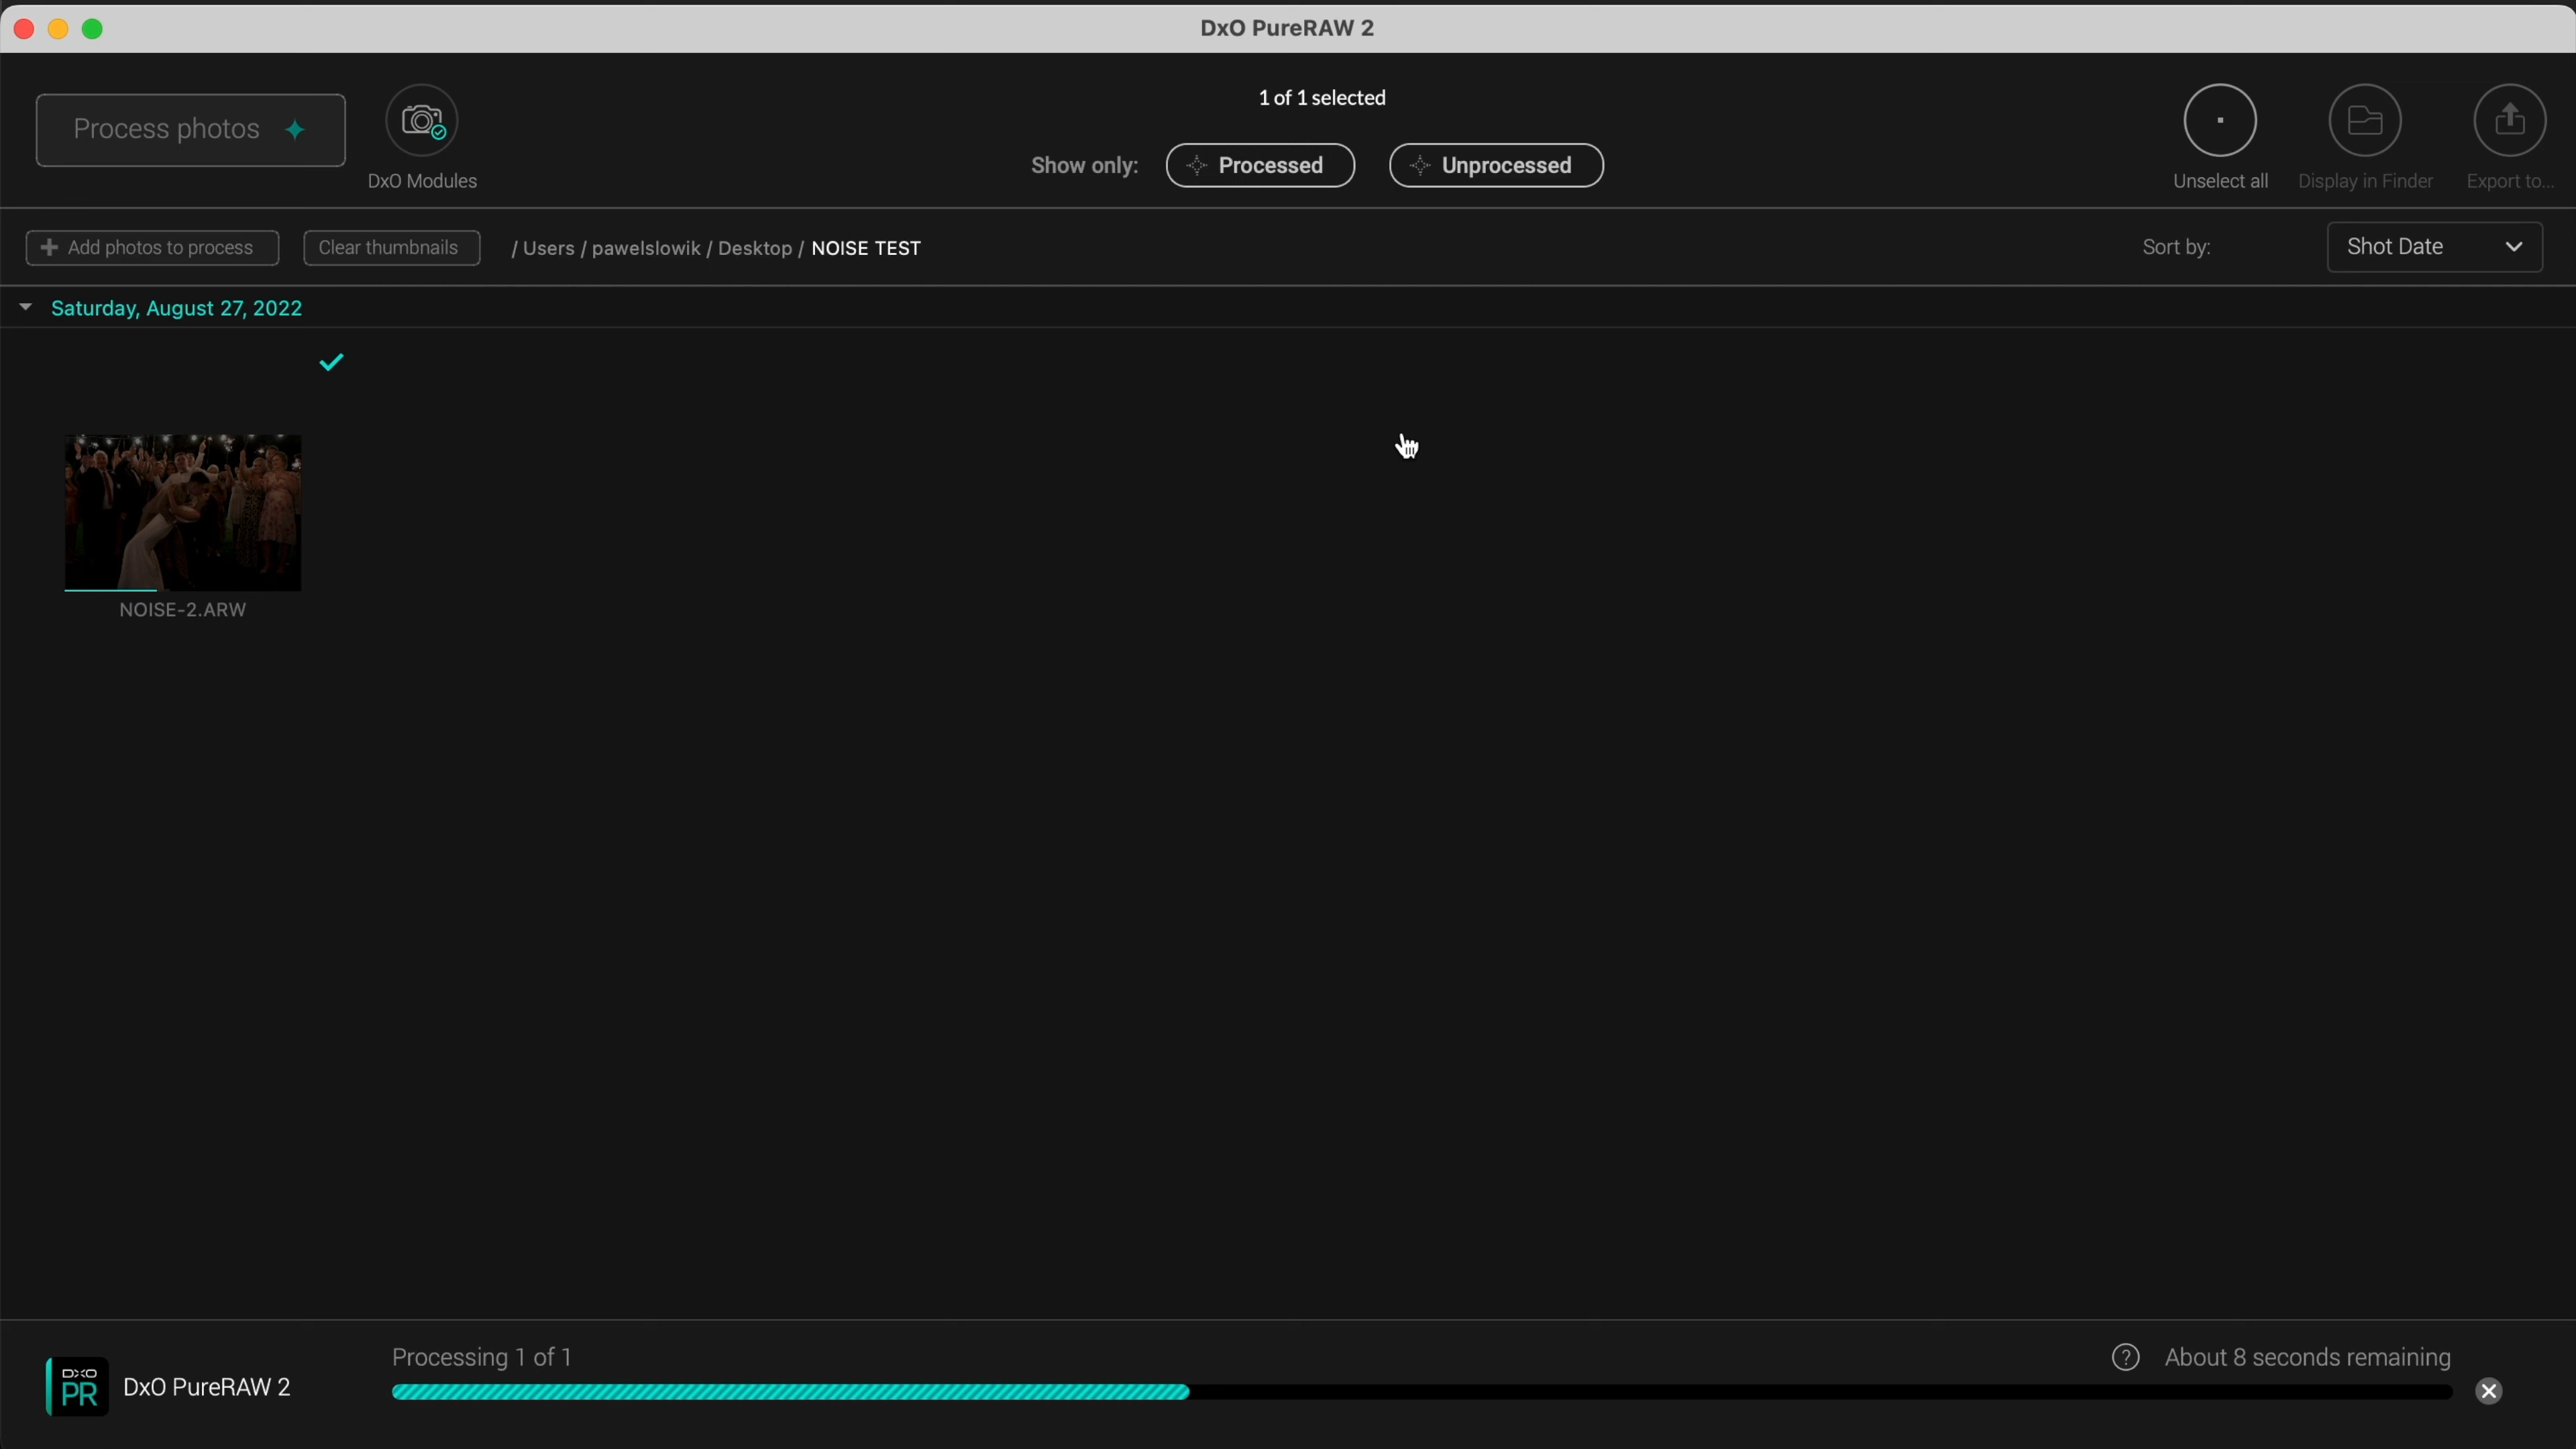 DxO PureRAW 2
Process photos
DxO Modules
1 of 1 selected
Show only:
Processed
Unprocessed
Unselect all
Display in Finder
Export to...
Add photos to process
Clear thumbnails
/ Users / pawelslowik / Desktop / NOISE TEST
Sort by:
Shot Date
Saturday, August 27, 2022
NOISE-2.ARW
DXO
PR
DxO PureRAW 2
Processing 1 of 1
? About 8 seconds remaining